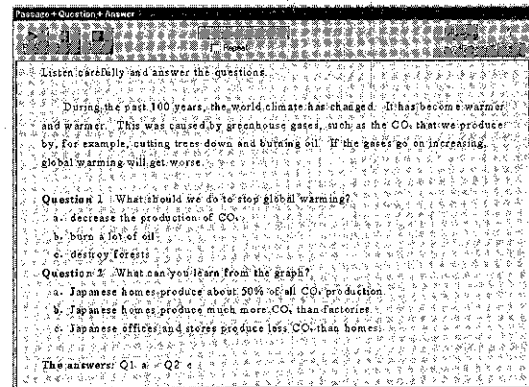 Passage + Question + Answer
Repeat
Listen carefully and answer the questions.
During the past 100 years, the world climate has changed. It has become warmer
and warmer. This was caused by greenhouse gases, such as the CO₂ that we produce
by, for example, cutting trees down and burning oil. If the gases go on increasing,
global warming will get worse.
Question 1 What should we do to stop global warming?
a. decrease the production of CO₂
b. burn a lot of oil
c. destroy forests
Question 2 What can you learn from the graph?
a. Japanese homes produce about 50% of all CO₂ production
b. Japanese homes produce much more CO₂ than factories
c. Japanese offices and stores produce less CO₂ than homes
The answers: Q1 a Q2 c